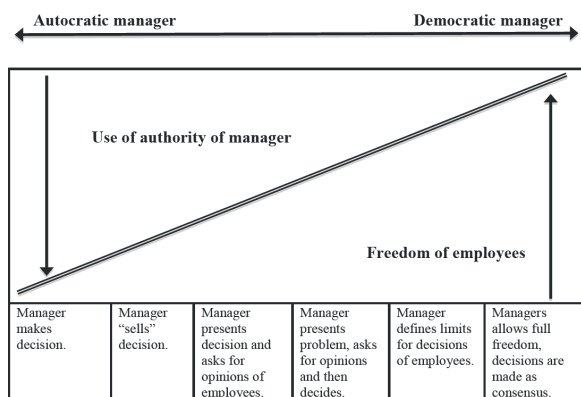 Autocratic manager
Democratic manager
Use of authority of manager
Freedom of employees
Manager
makes
decision.
Manager
“sells”
decision.
Manager
presents
decision and
asks for
opinions of
employees.
Manager
presents
problem, asks
for opinions
and then
decides.
Manager
defines limits
for decisions
of employees.
Managers
allows full
freedom,
decisions are
made as
consensus.